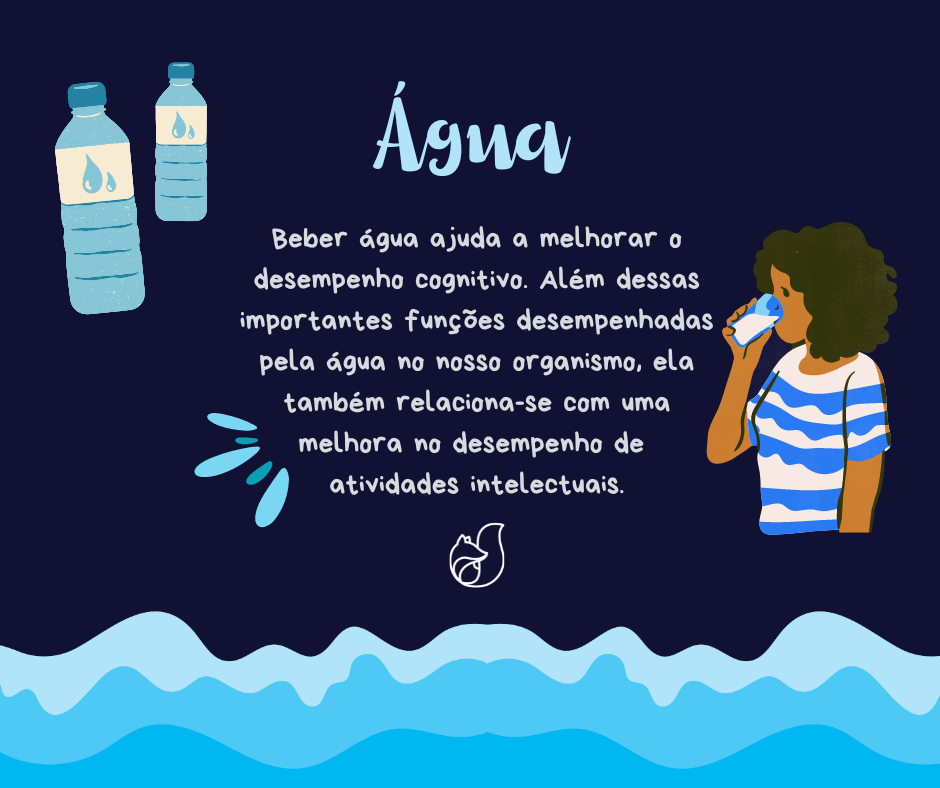 Água
Beber água ajuda a melhorar o
desempenho cognitivo. Além dessas
importantes funções desempenhadas
pela água no nosso organismo, ela
também relaciona-se com uma
melhora no desempenho de
atividades intelectuais.